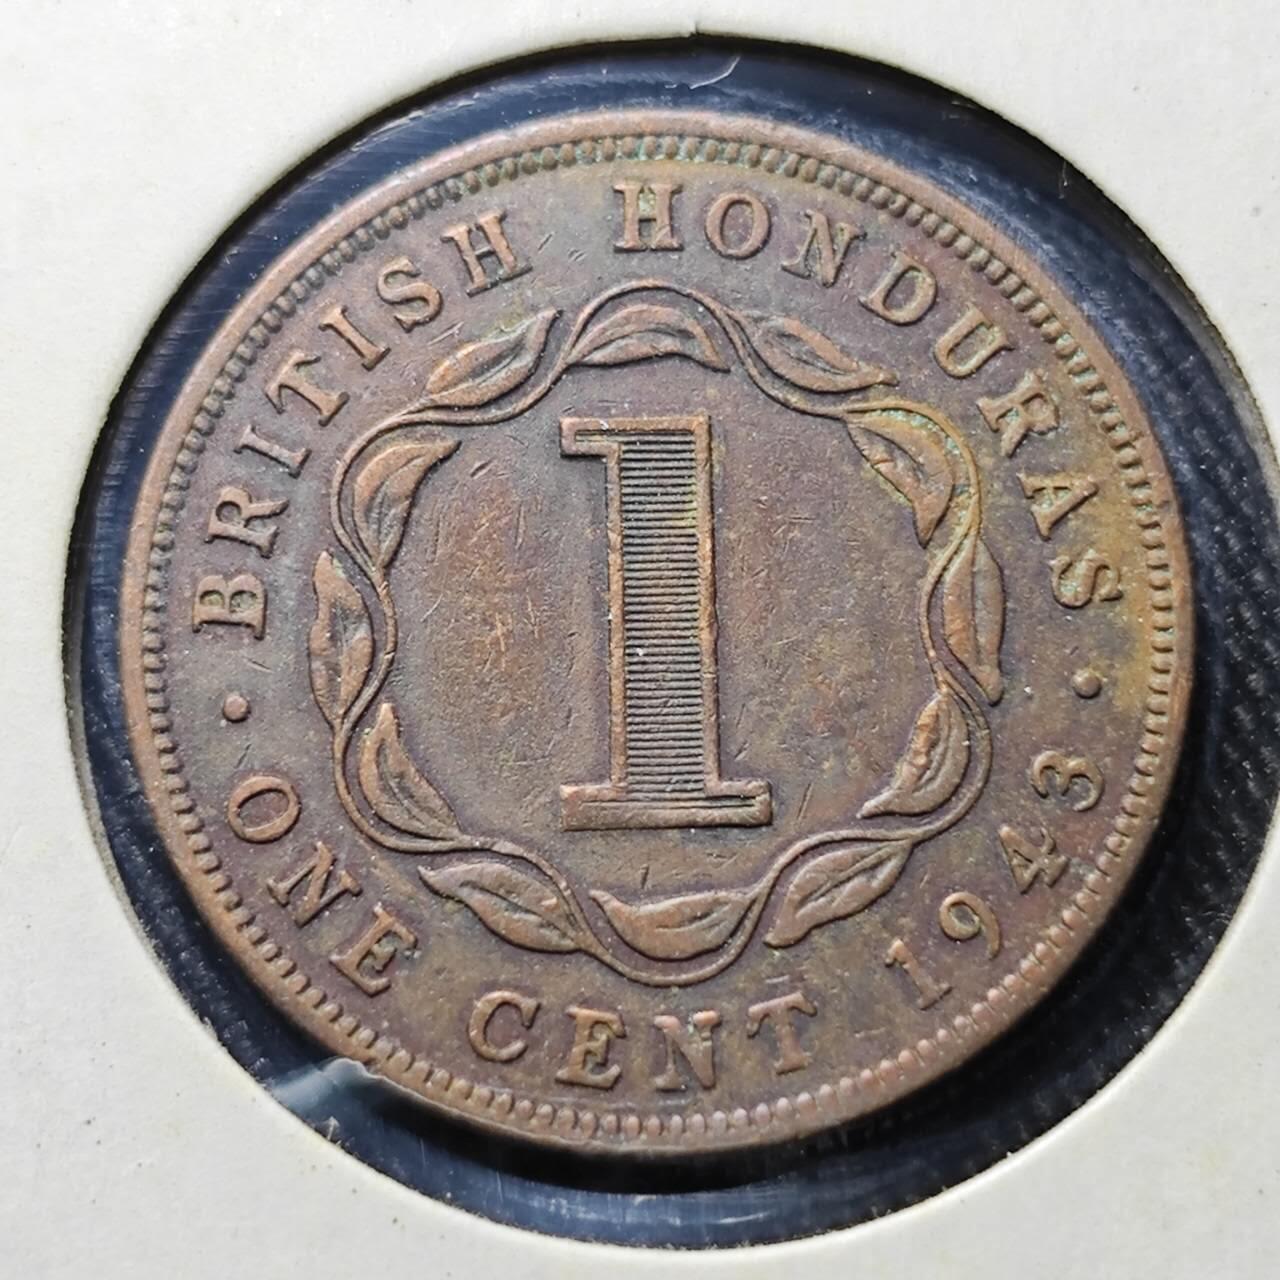 BRITISH HONDURAS
1
· ONE CENT 1943 ·